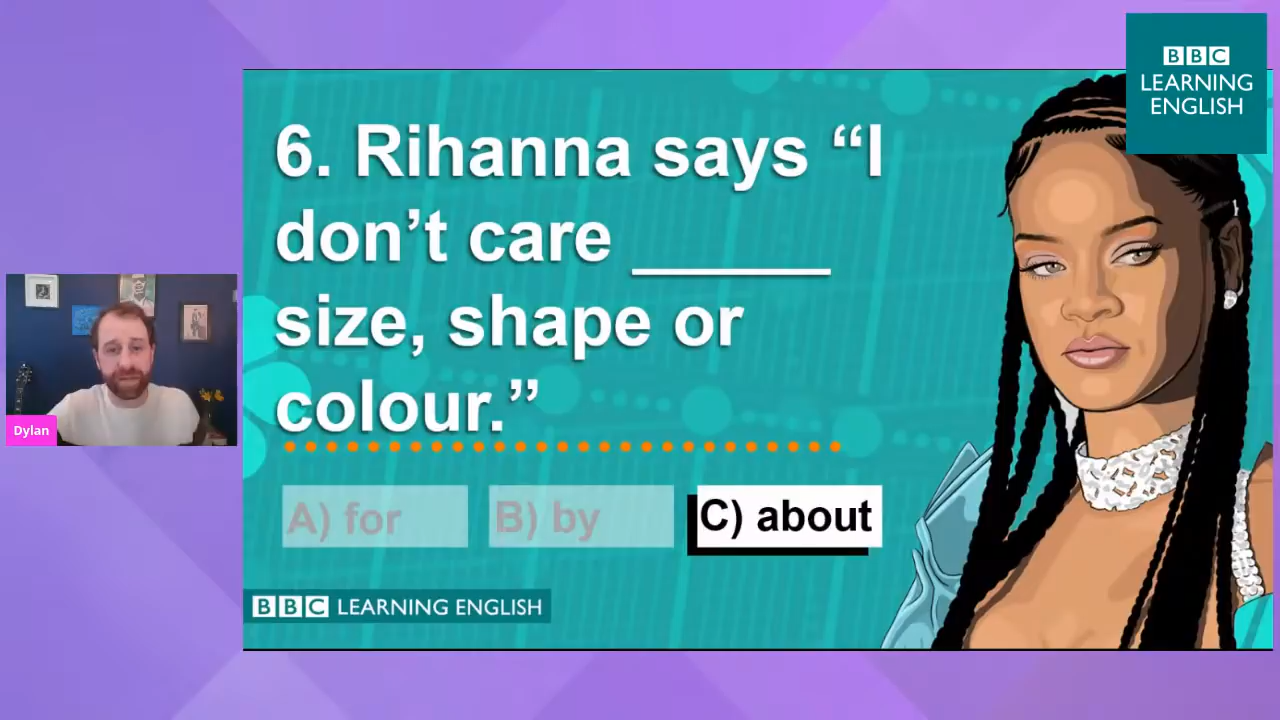 BBC
LEARNING
ENGLISH
6. Rihanna says “I
don’t care ______
size, shape or
colour.”
A) for
B) by
C) about
Dylan
BBC LEARNING ENGLISH